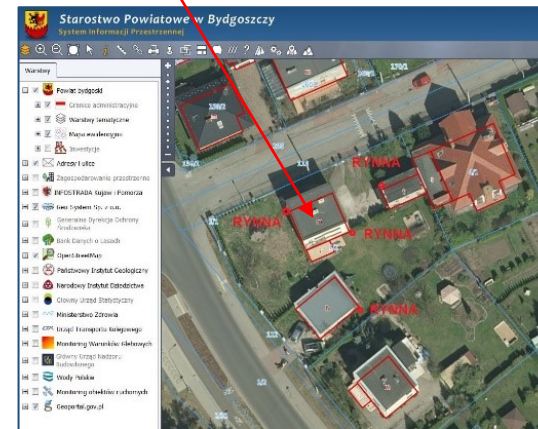 Starostwo Powiatowe w Bydgoszczy
System Informacji Przestrzennej
Warstwy
Powiat bydgoski
Granice administracyjne
Warstwy tematyczne
Mapa ewidencyjna
Inwestycje
Adresy i ulice
Zagospodarowanie przestrzenne
INFOSTRADA Kujaw i Pomorza
Geo-System Sp. z o.o.
Generalna Dyrekcja Ochrony
Środowiska
Bank Danych o Lasach
OpenStreetMap
Państwowy Instytut Geologiczny
Narodowy Instytut Dziedzictwa
Główny Urząd Statystyczny
Ministerstwo Zdrowia
Urząd Transportu Kolejowego
Monitoring Warunków Glebowych
Główny Urząd Nadzoru
Budowlanego
Wody Polskie
Monitoring obiektów ruchomych
Geoportal.gov.pl
170/1
RYNNA
RYNNA
RYNNA
RYNNA